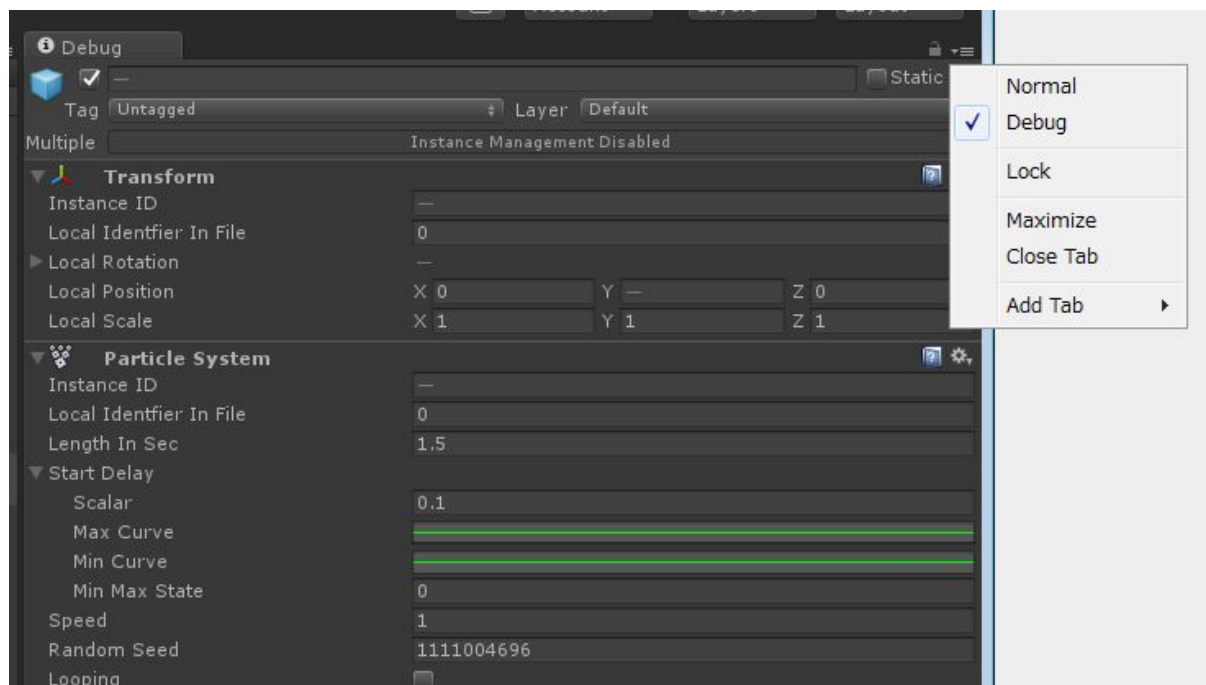 Debug
— Static
Tag Untagged Layer Default
Multiple Instance Management Disabled
Transform
Instance ID —
Local Identfier In File 0
Local Rotation —
Local Position X 0 Y — Z 0
Local Scale X 1 Y 1 Z 1
Particle System
Instance ID —
Local Identfier In File 0
Length In Sec 1.5
Start Delay
Scalar 0.1
Max Curve
Min Curve
Min Max State 0
Speed 1
Random Seed 1111004696
Looping
Normal
Debug
Lock
Maximize
Close Tab
Add Tab